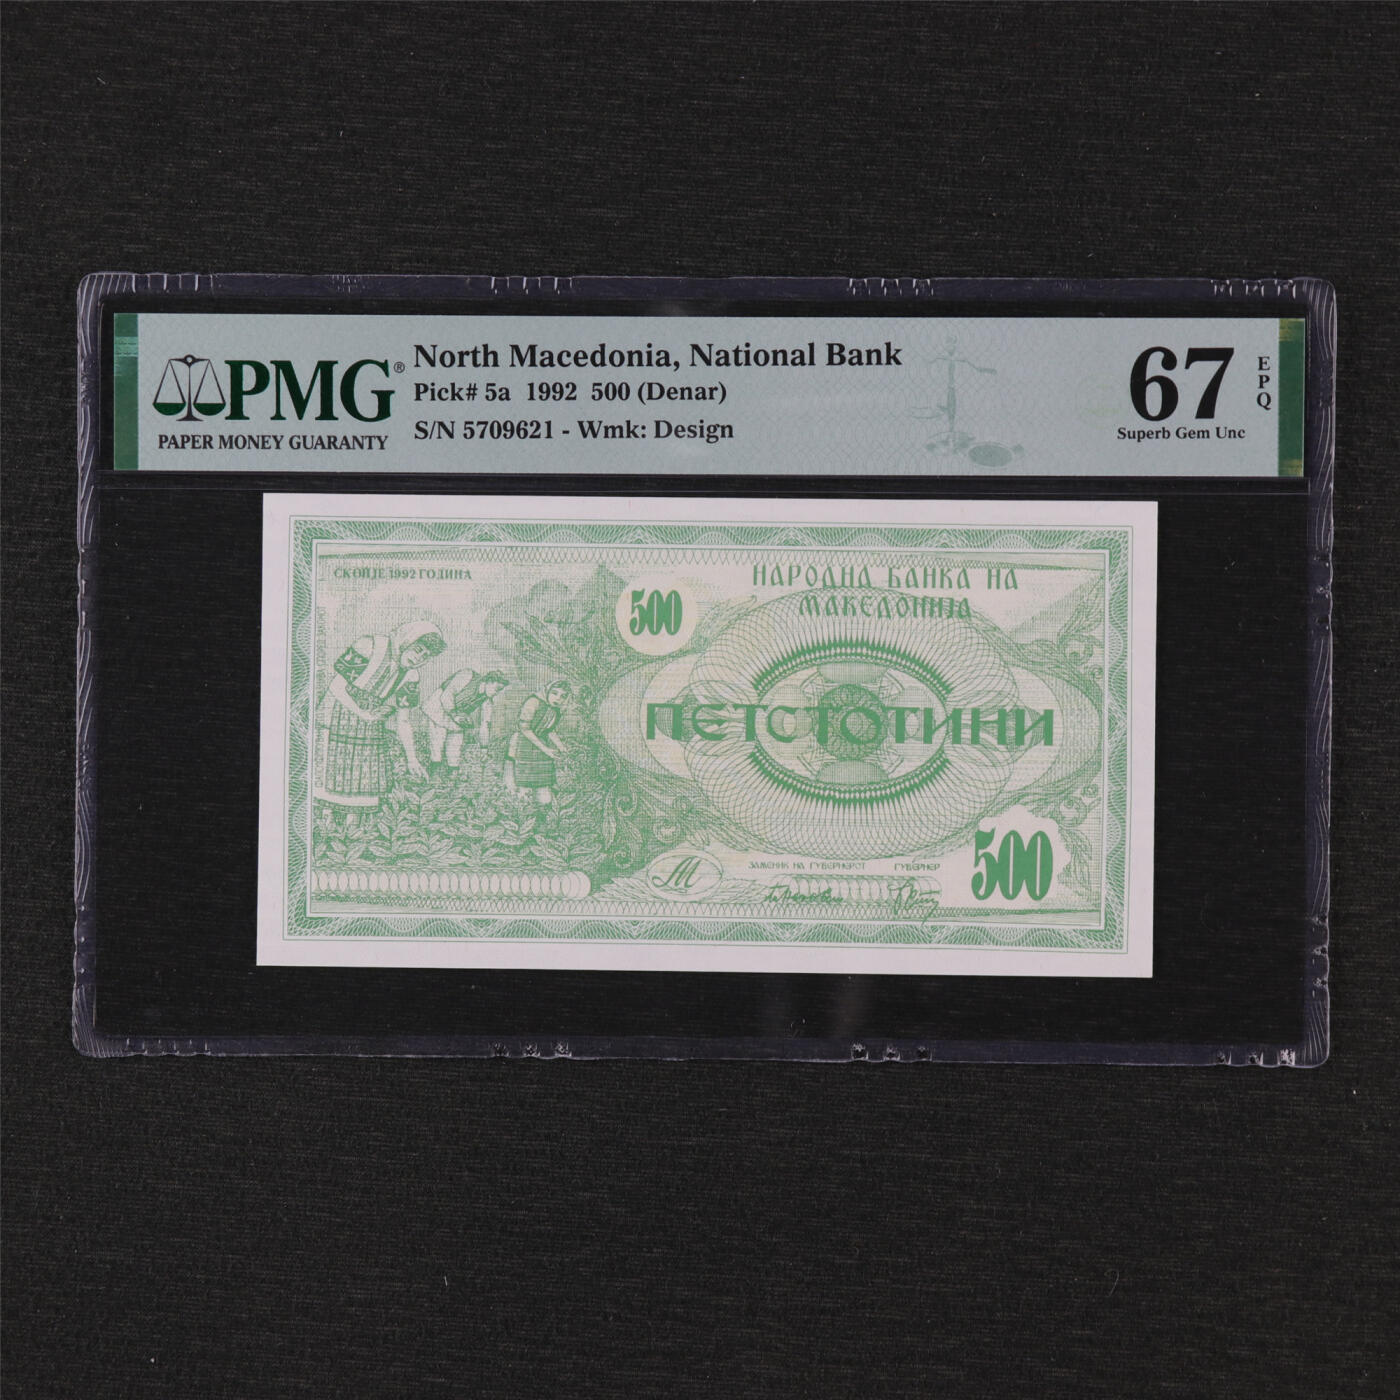 PMG®
PAPER MONEY GUARANTY
North Macedonia, National Bank
Pick# 5a 1992 500 (Denar)
S/N 5709621 - Wmk: Design
67
EPQ
Superb Gem Unc
СКОПЈЕ 1992 ГОДИНА
500
НАРОДНА БАНКА НА
МАКЕДОНИЈА
ПЕТСТОТИНИ
М
ЗАМЕНИК НА ГУВЕРНЕРОТ ГУВЕРНЕР
500